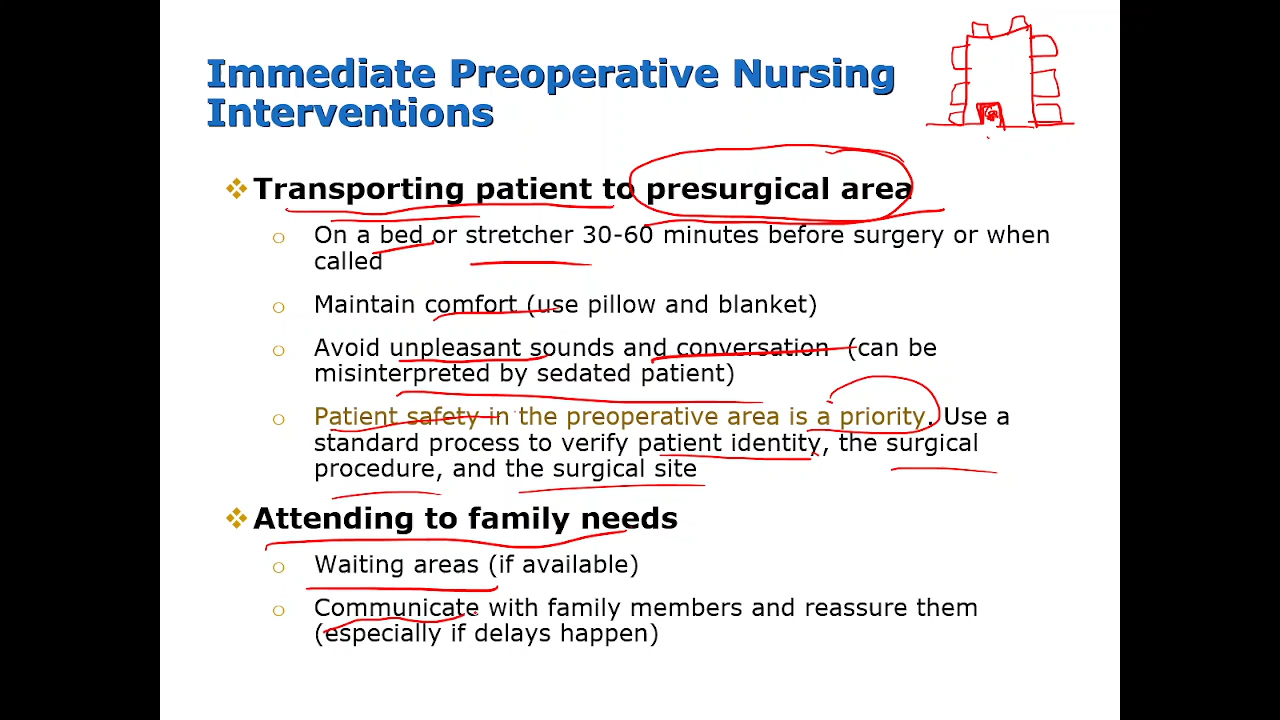 Immediate Preoperative Nursing
Interventions
Transporting patient to presurgical area
On a bed or stretcher 30-60 minutes before surgery or when
called
Maintain comfort (use pillow and blanket)
Avoid unpleasant sounds and conversation (can be
misinterpreted by sedated patient)
Patient safety in the preoperative area is a priority. Use a
standard process to verify patient identity, the surgical
procedure, and the surgical site
Attending to family needs
Waiting areas (if available)
Communicate with family members and reassure them
(especially if delays happen)